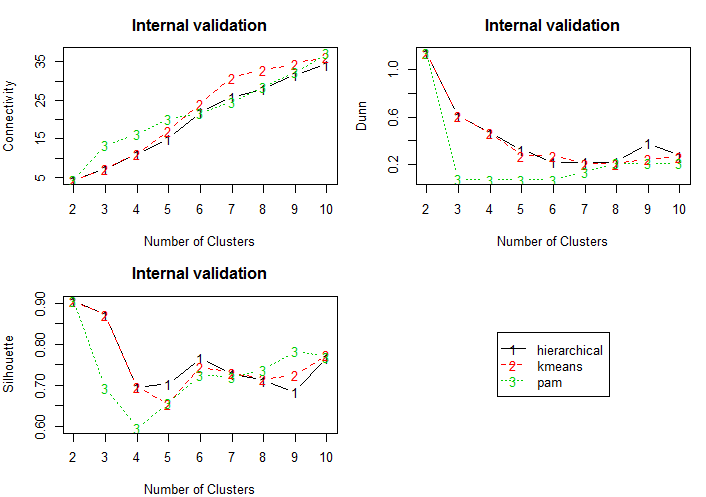 Internal validation
Connectivity
5 15 25 35
2 3 4 5 6 7 8 9 10
Number of Clusters
Internal validation
Dunn
0.2 0.6 1.0
2 3 4 5 6 7 8 9 10
Number of Clusters
Internal validation
Silhouette
0.60 0.70 0.80 0.90
2 3 4 5 6 7 8 9 10
Number of Clusters
1 hierarchical
2 kmeans
3 pam